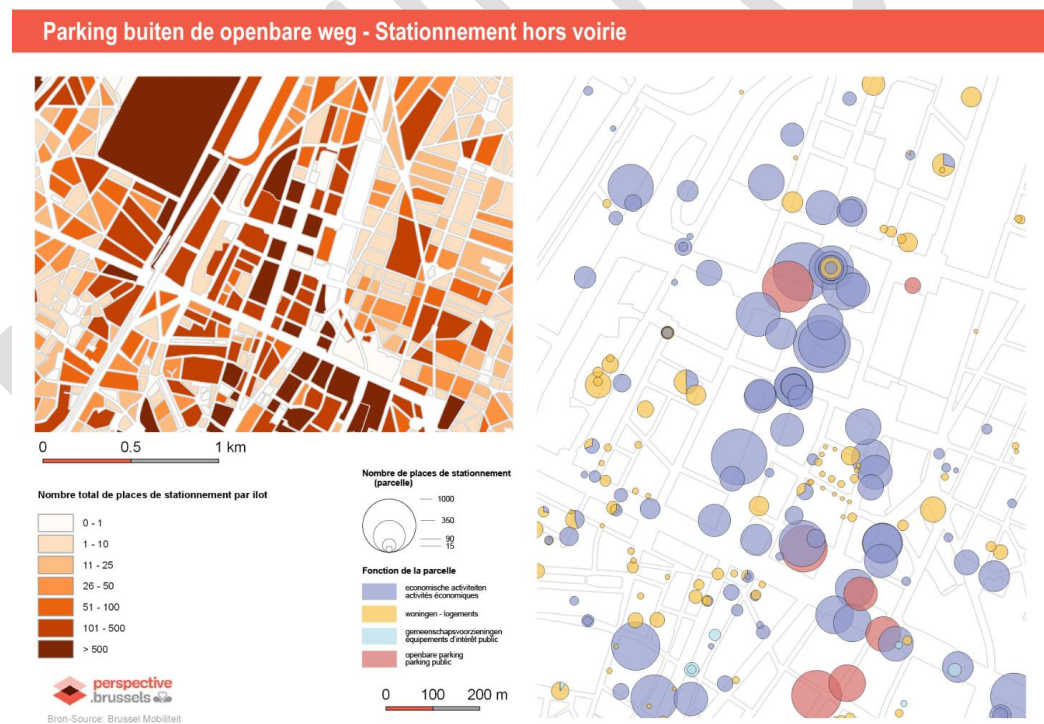 Parking buiten de openbare weg - Stationnement hors voirie
0 0.5 1 km
Nombre total de places de stationnement par ilot
0 - 1
1 - 10
11 - 25
26 - 50
51 - 100
101 - 500
> 500
perspective
.brussels
Bron-Source: Brussel Mobiliteit
Nombre de places de stationnement
(parcelle)
1000
350
90
15
Fonction de la parcelle
economische activiteiten
activités économiques
woningen - logements
gemeenschapsvoorzieningen
équipements d'intérêt public
openbare parking
parking public
0 100 200 m